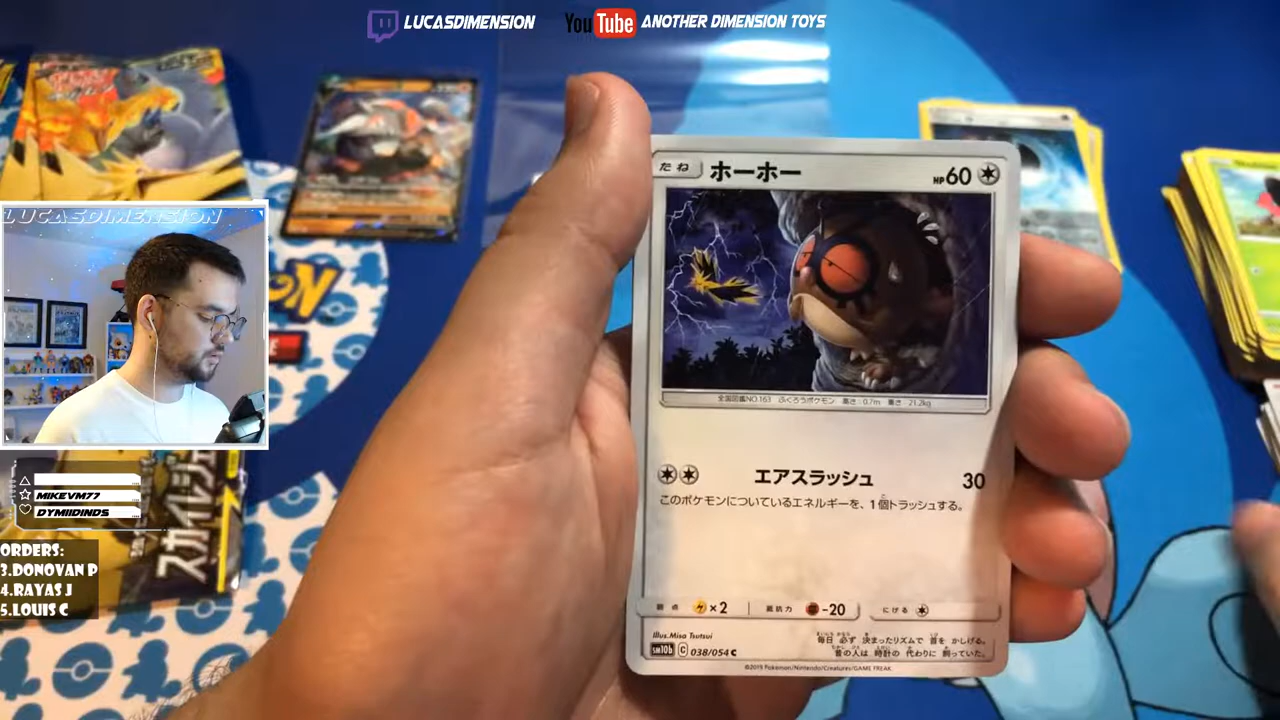 LUCASDIMENSION
YouTube ANOTHER DIMENSION TOYS
たね ホーホー HP60
全国図鑑NO.163 ふくろうポケモン 高さ:0.7m 重さ:21.2kg
エアスラッシュ 30
このポケモンについているエネルギーを、1個トラッシュする。
弱点 ×2 抵抗力 -20 にげる
Illus.Misa Tsutsui
毎日 必ず 決まったリズムで 首を かしげる。
昔の人は 時計の 代わりに 飼っていた。
sm10b C 038/054 C
©2019 Pokémon/Nintendo/Creatures/GAME FREAK.
LUCASDIMENSION
MIKEVM77
DYMIIDINDS
ORDERS:
3.DONOVAN P
4.RAYAS J
5.LOUIS C
スカイレジェ